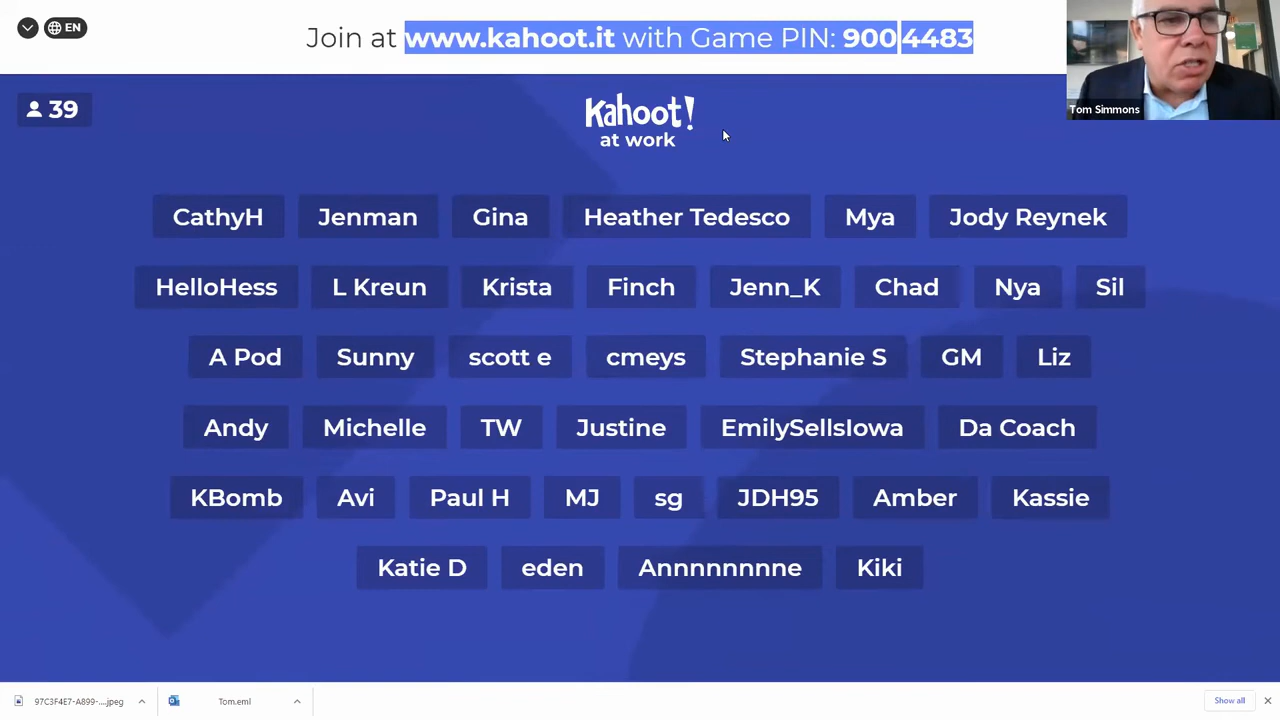 EN
Join at www.kahoot.it with Game PIN: 900 4483
Tom Simmons
39
Kahoot!
at work
CathyH Jenman Gina Heather Tedesco Mya Jody Reynek
HelloHess L Kreun Krista Finch Jenn_K Chad Nya Sil
A Pod Sunny scott e cmeys Stephanie S GM Liz
Andy Michelle TW Justine EmilySellsIowa Da Coach
KBomb Avi Paul H MJ sg JDH95 Amber Kassie
Katie D eden Annnnnnnne Kiki
97C3F4E7-A899-....jpeg Tom.eml Show all